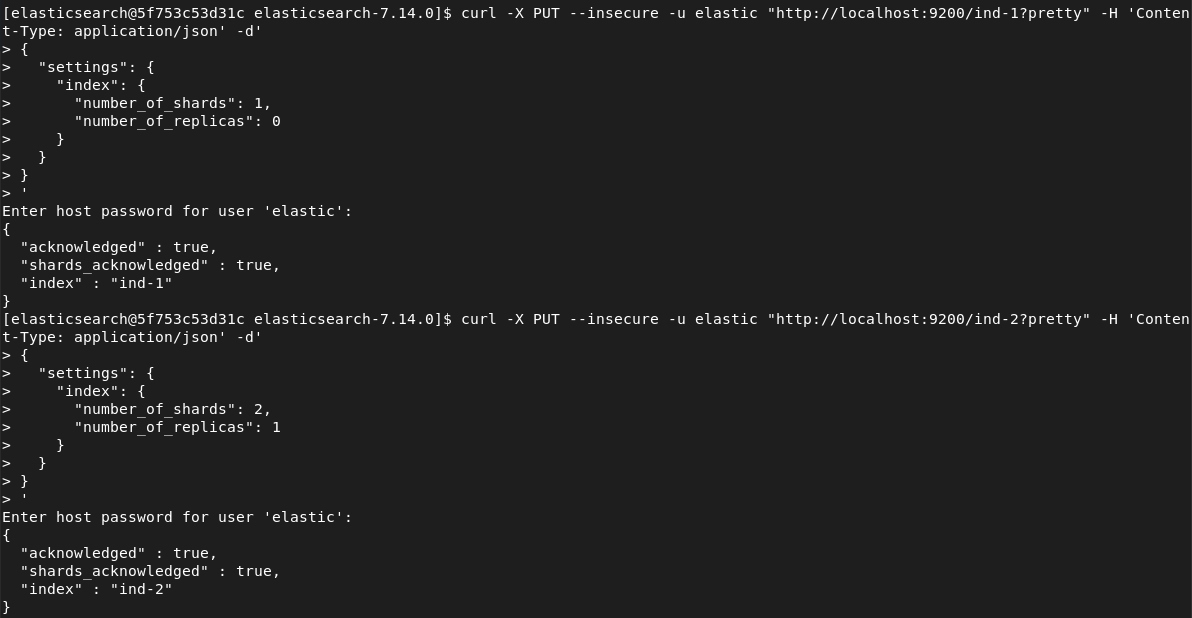 [elasticsearch@5f753c53d31c elasticsearch-7.14.0]$ curl -X PUT --insecure -u elastic "http://localhost:9200/ind-1?pretty" -H 'Conten
t-Type: application/json' -d'
> {
>   "settings": {
>     "index": {
>       "number_of_shards": 1,
>       "number_of_replicas": 0
>     }
>   }
> }
> '
Enter host password for user 'elastic':
{
  "acknowledged" : true,
  "shards_acknowledged" : true,
  "index" : "ind-1"
}
[elasticsearch@5f753c53d31c elasticsearch-7.14.0]$ curl -X PUT --insecure -u elastic "http://localhost:9200/ind-2?pretty" -H 'Conten
t-Type: application/json' -d'
> {
>   "settings": {
>     "index": {
>       "number_of_shards": 2,
>       "number_of_replicas": 1
>     }
>   }
> }
> '
Enter host password for user 'elastic':
{
  "acknowledged" : true,
  "shards_acknowledged" : true,
  "index" : "ind-2"
}